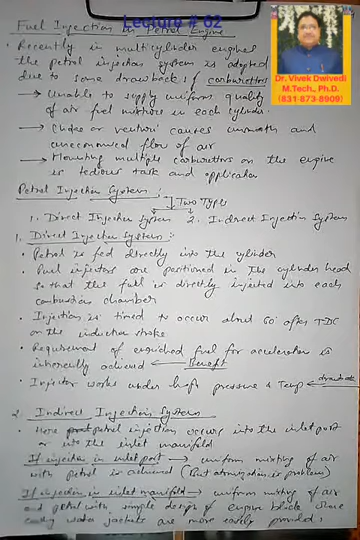 Lecture # 02
Fuel Injection in Petrol Engine
Dr. Vivek Dwivedi
M.Tech., Ph.D.
(631-873-8909)
• Recently in multicylinder engines
the petrol injection system is adopted
due to some drawbacks of carburettors
→ Unable to supply uniform quality
of air fuel mixture in each cylinder.
→ Choke or venturi causes and
uneconomical flow of air
→ Mounting multiple carburettors on the engine
is tedious task and
Petrol Injection System :-
Two Types
1. Direct Injection System 2. Indirect Injection System
1. Direct Injection System :-
• Petrol is fed directly into the cylinder
• Fuel injectors are positioned in the cylinder head
so that the fuel is directly injected into each
combustion chamber
• Injection is timed to occur about 60° after TDC
on the induction stroke
• Requirement of enriched fuel for acceleration is
inherently achieved ← Benefit
• Injector works under high pressure & Temp ← drawback
2. Indirect Injection System
• Here petrol injection occurs into the inlet port
or into the inlet manifold
If injection in inlet port → uniform mixing of air
with petrol is achieved (But atomization is problem)
If injection in inlet manifold → uniform mixing of air
and petrol with simple design of engine block since
water jackets are more easily provided.